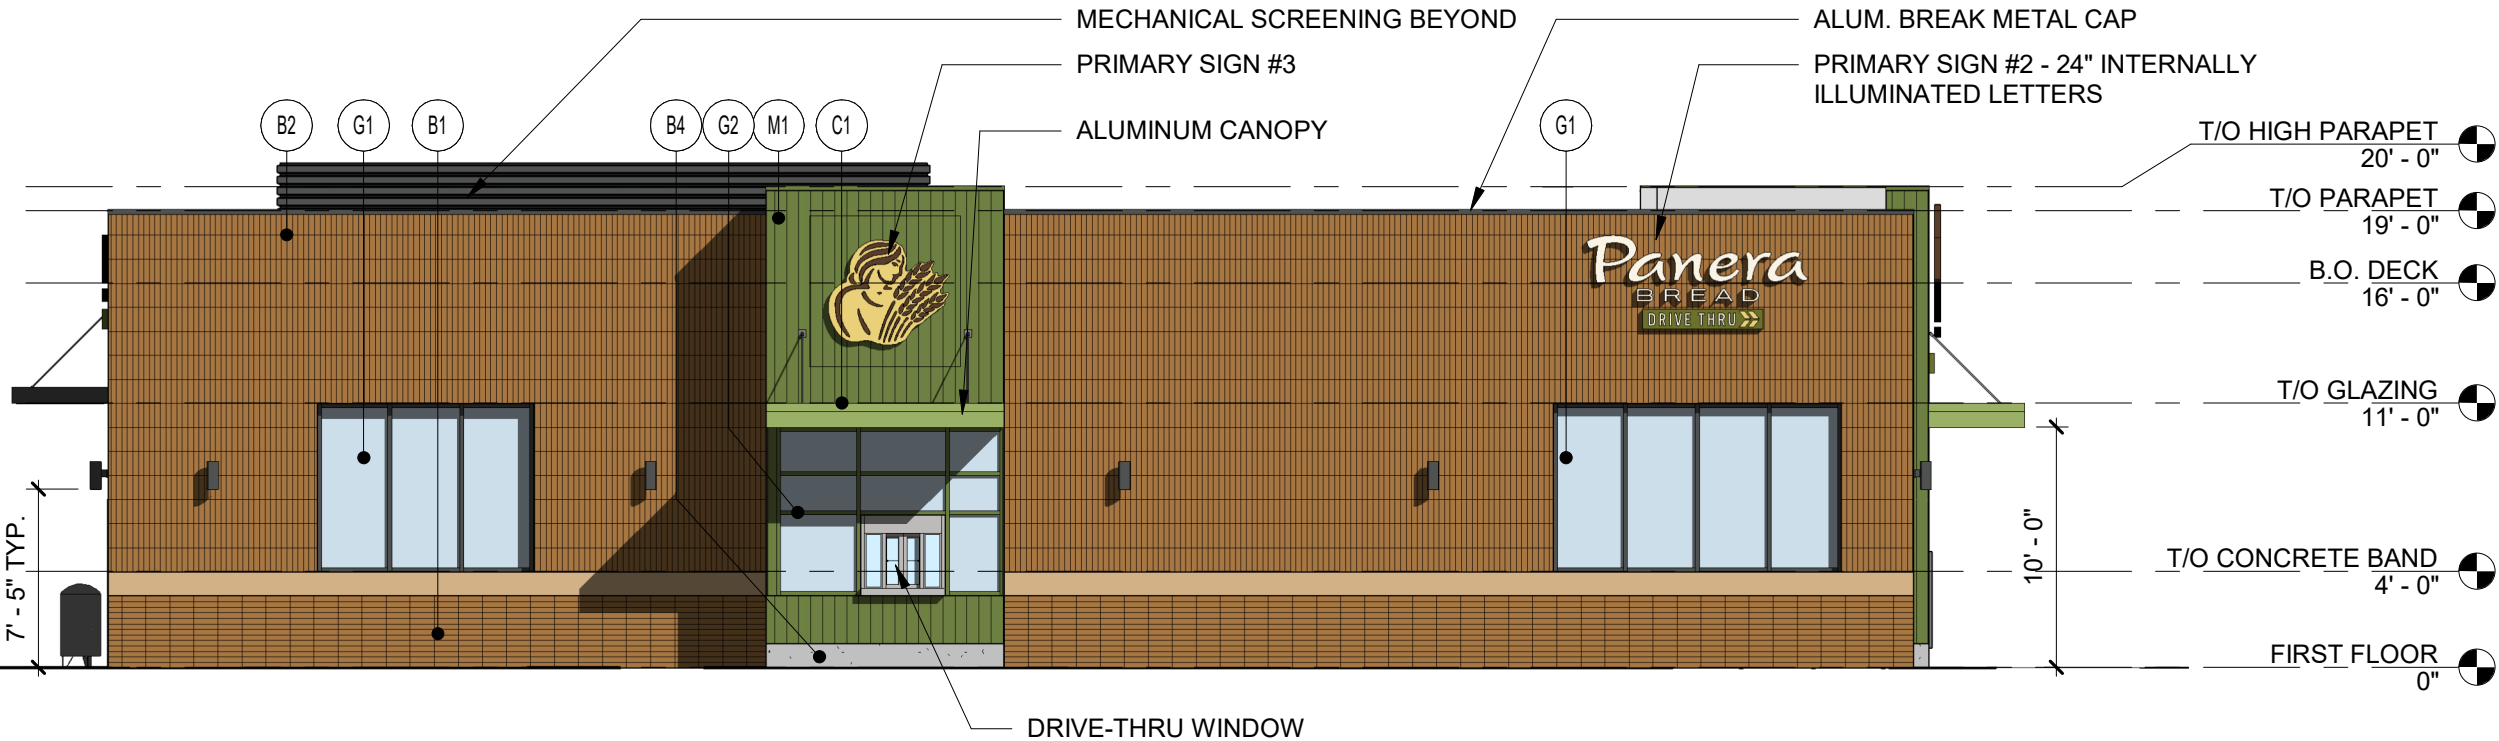 MECHANICAL SCREENING BEYOND
ALUM. BREAK METAL CAP
PRIMARY SIGN #3
PRIMARY SIGN #2 - 24" INTERNALLY
ILLUMINATED LETTERS
ALUMINUM CANOPY
B2
G1
B1
B4
G2
M1
C1
G1
T/O HIGH PARAPET
20' - 0"
T/O PARAPET
19' - 0"
B.O. DECK
16' - 0"
Panera
BREAD
DRIVE THRU
T/O GLAZING
11' - 0"
7' - 5" TYP.
10' - 0"
T/O CONCRETE BAND
4' - 0"
FIRST FLOOR
0"
DRIVE-THRU WINDOW